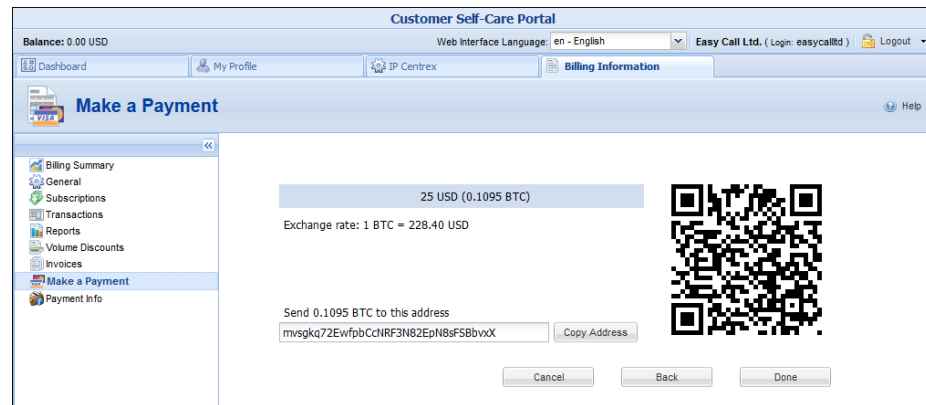 Customer Self-Care Portal
Balance: 0.00 USD Web Interface Language: en - English Easy Call Ltd. ( Login: easycallltd ) Logout
Dashboard My Profile IP Centrex Billing Information
VISA Make a Payment Help
Billing Summary
General
Subscriptions
Transactions
Reports
Volume Discounts
Invoices
Make a Payment
Payment Info
25 USD (0.1095 BTC)
Exchange rate: 1 BTC = 228.40 USD
Send 0.1095 BTC to this address
mvsgkq72EwfpbCcNRF3N82EpN8sFSBbvxX Copy Address
Cancel Back Done